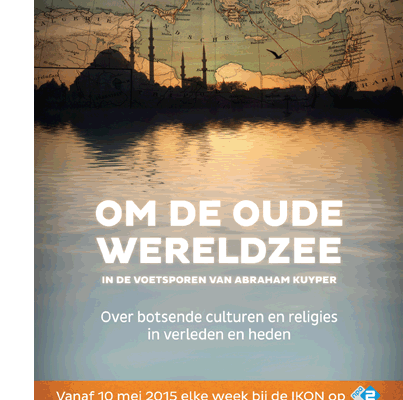 OM DE OUDE
WERELDZEE
IN DE VOETSPOREN VAN ABRAHAM KUYPER
Over botsende culturen en religies
in verleden en heden
Vanaf 10 mei 2015 elke week bij de IKON op